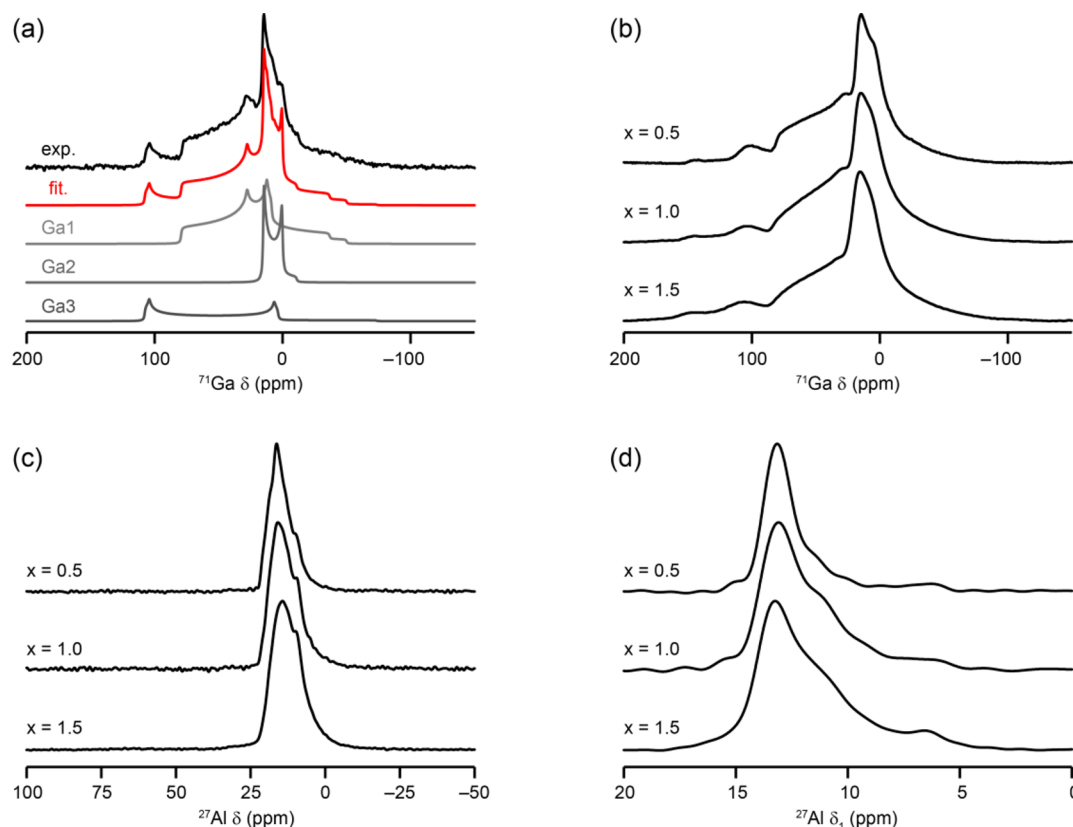 (a)
exp.
fit.
Ga1
Ga2
Ga3
200 100 0 –100
⁷¹Ga δ (ppm)
(b)
x = 0.5
x = 1.0
x = 1.5
200 100 0 –100
⁷¹Ga δ (ppm)
(c)
x = 0.5
x = 1.0
x = 1.5
100 75 50 25 0 –25 –50
²⁷Al δ (ppm)
(d)
x = 0.5
x = 1.0
x = 1.5
20 15 10 5 0
²⁷Al δ₁ (ppm)